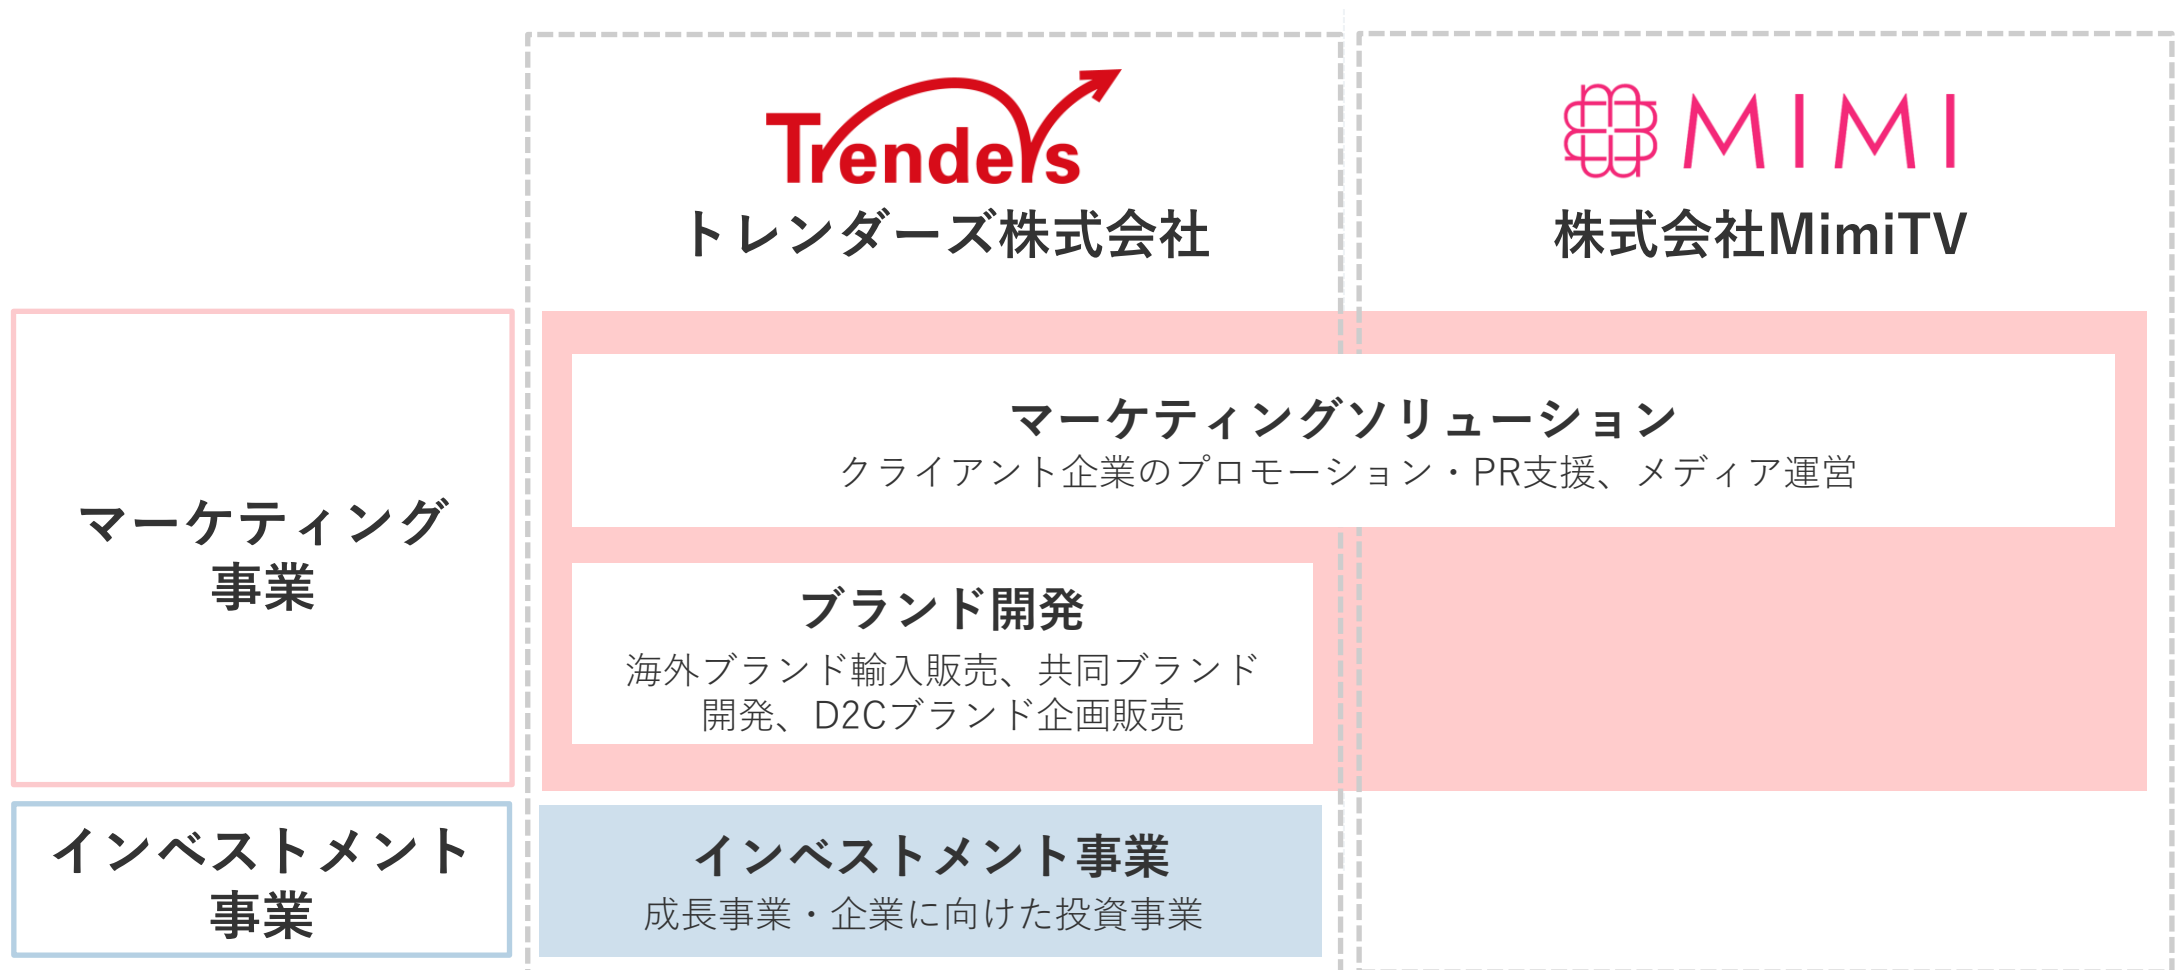 Trenders
MIMI
トレンダーズ株式会社
株式会社MimiTV
マーケティング
事業
マーケティングソリューション
クライアント企業のプロモーション・PR支援、メディア運営
ブランド開発
海外ブランド輸入販売、共同ブランド
開発、D2Cブランド企画販売
インベストメント
事業
インベストメント事業
成長事業・企業に向けた投資事業